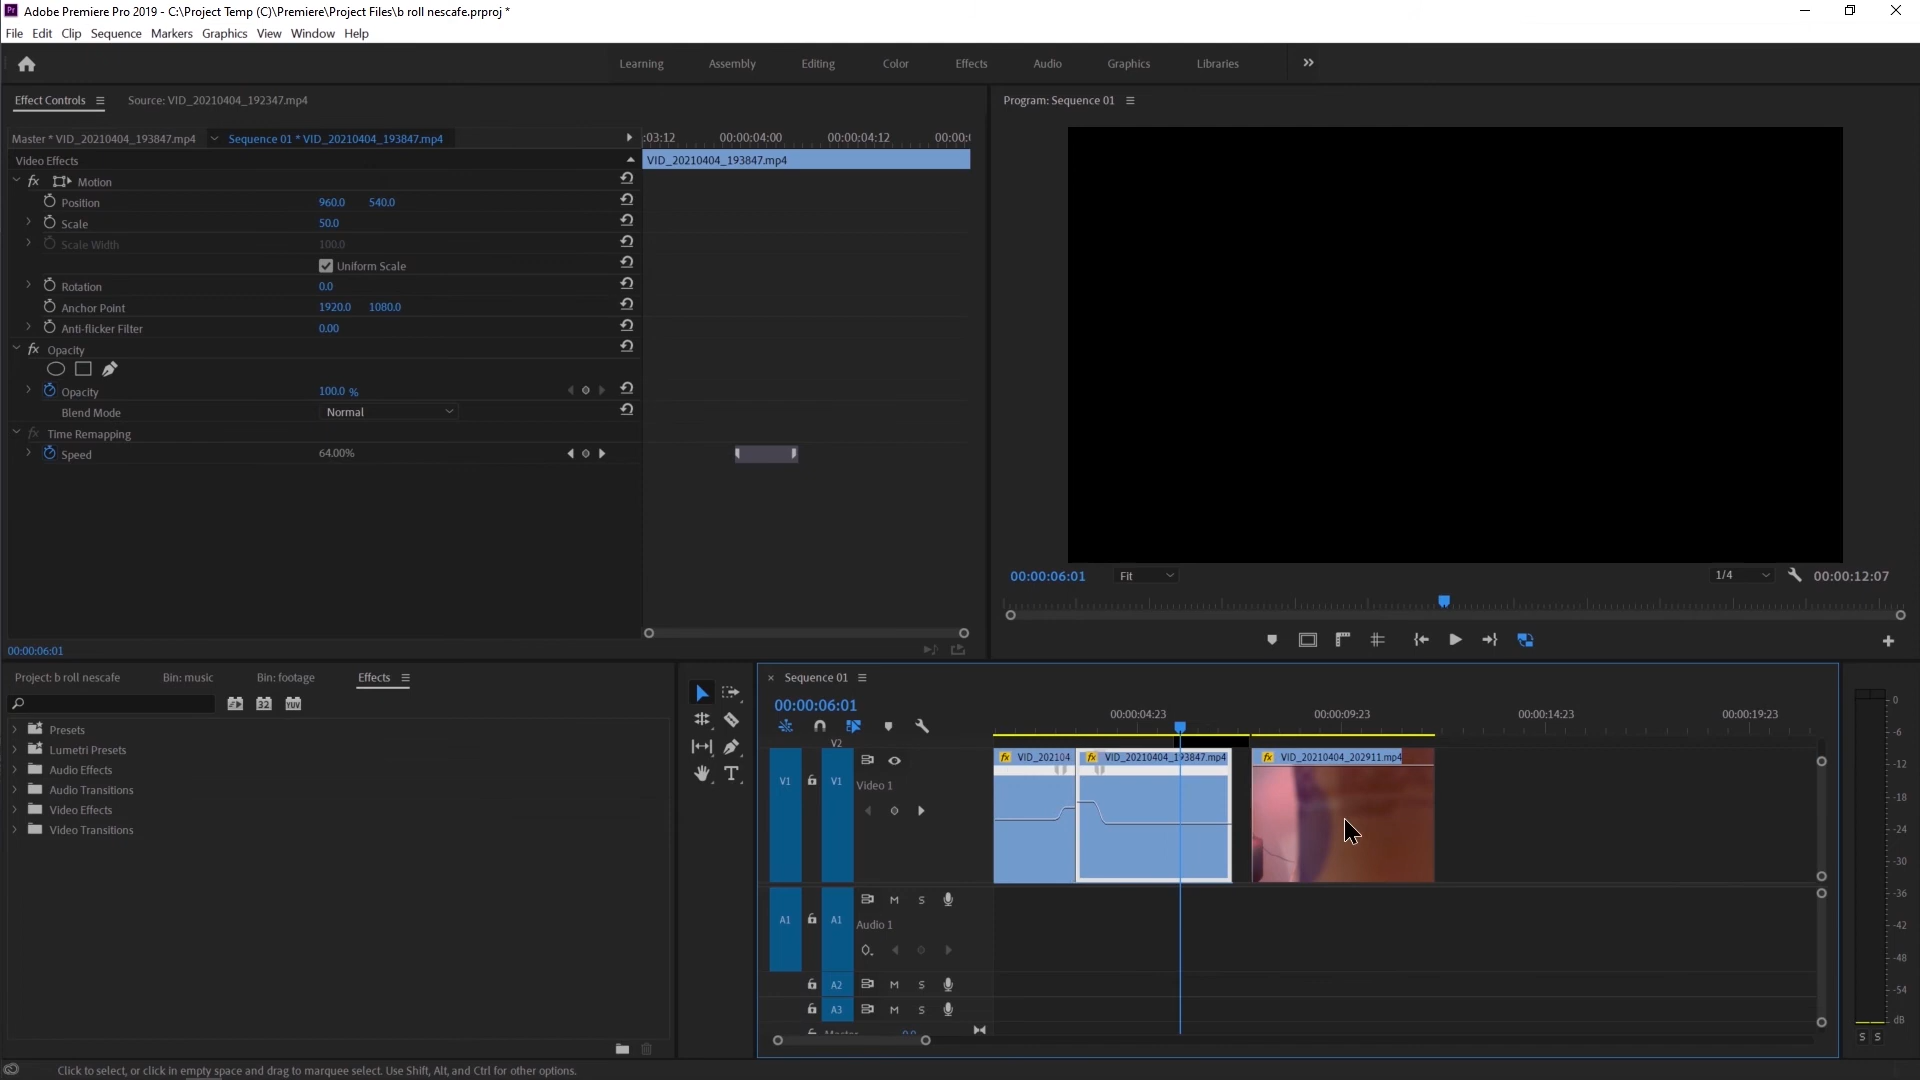 Adobe Premiere Pro 2019 - C:\Project Temp (C)\Premiere\Project Files\b roll nescafe.prproj *
File Edit Clip Sequence Markers Graphics View Window Help
Learning Assembly Editing Color Effects Audio Graphics Libraries
Effect Controls Source: VID_20210404_192347.mp4
Program: Sequence 01
Master * VID_20210404_193847.mp4 Sequence 01 * VID_20210404_193847.mp4 :03:12 00:00:04:00 00:00:04:12 00:00:
Video Effects VID_20210404_193847.mp4
fx Motion
Position 960.0 540.0
Scale 50.0
Scale Width 100.0
Uniform Scale
Rotation 0.0
Anchor Point 1920.0 1080.0
Anti-flicker Filter 0.00
fx Opacity
Opacity 100.0 %
Blend Mode Normal
fx Time Remapping
Speed 64.00%
00:00:06:01 Fit 1/4 00:00:12:07
00:00:06:01
Project: b roll nescafe Bin: music Bin: footage Effects
32 YUV
Presets
Lumetri Presets
Audio Effects
Audio Transitions
Video Effects
Video Transitions
× Sequence 01
00:00:06:01
00:00:04:23 00:00:09:23 00:00:14:23 00:00:19:23
V2
fx VID_202104 fx VID_20210404_193847.mp4 fx VID_20210404_202911.mp4
V1 V1 Video 1
A1 A1 M S
Audio 1
A2 M S
A3 M S
Master 0.0
0
-6
-12
-18
-24
-30
-36
-42
-48
-54
dB
S S
Click to select, or click in empty space and drag to marquee select. Use Shift, Alt, and Ctrl for other options.